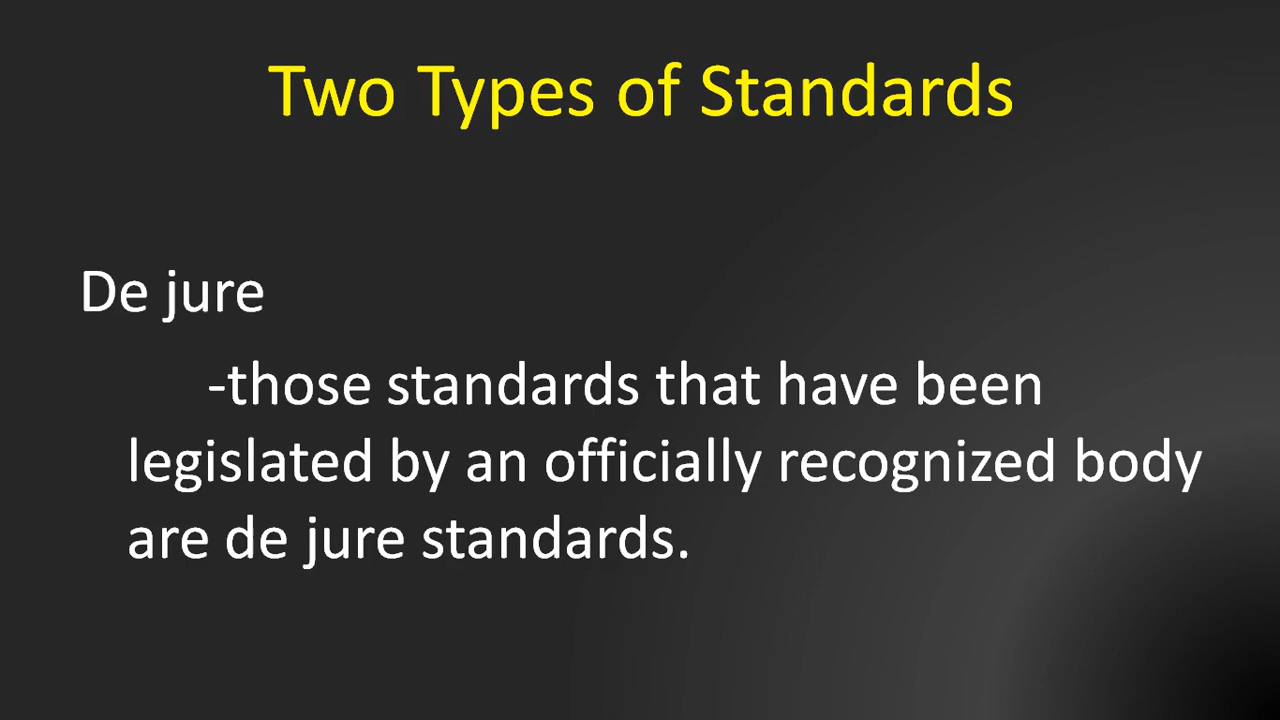 Two Types of Standards
De jure
-those standards that have been
legislated by an officially recognized body
are de jure standards.